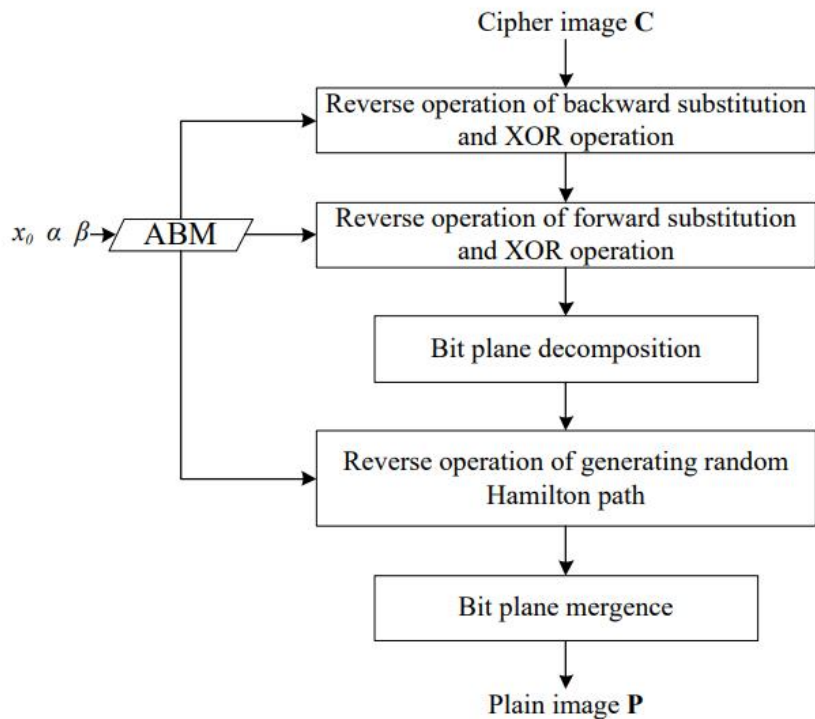 Cipher image C
Reverse operation of backward substitution
and XOR operation
x₀ α β
ABM
Reverse operation of forward substitution
and XOR operation
Bit plane decomposition
Reverse operation of generating random
Hamilton path
Bit plane mergence
Plain image P